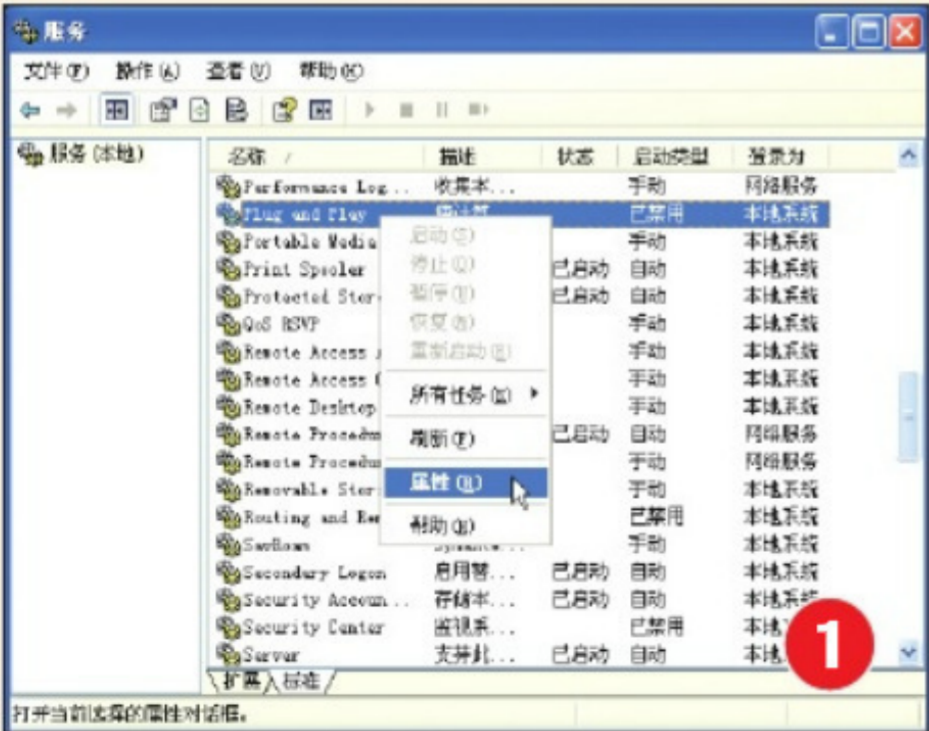 服务
文件(F) 操作(A) 查看(V) 帮助(H)
服务(本地)
名称 / 描述 状态 启动类型 登录为
Performance Log... 收集本... 手动 网络服务
Plug and Play 已禁用 本地系统
Portable Media 手动 本地系统
Print Spooler 已启动 自动 本地系统
Protected Stor 已启动 自动 本地系统
QoS RSVP 手动 本地系统
Remote Access 手动 本地系统
Remote Access 手动 本地系统
Remote Desktop 手动 本地系统
Remote Procedu 已启动 自动 网络服务
Remote Procedu 手动 网络服务
Removable Stor 手动 本地系统
Routing and Rem 已禁用 本地系统
SavRoam 手动 本地系统
Secondary Logon 启用替... 已启动 自动 本地系统
Security Accoun... 存储本... 已启动 自动 本地系统
Security Center 监视系... 已禁用 本地
Server 支持此... 已启动 自动 本地
启动(S)
停止(O)
暂停(U)
恢复(M)
重新启动(E)
所有任务(K)
刷新(F)
属性(R)
帮助(H)
扩展 标准
打开当前选择的属性对话框。
1